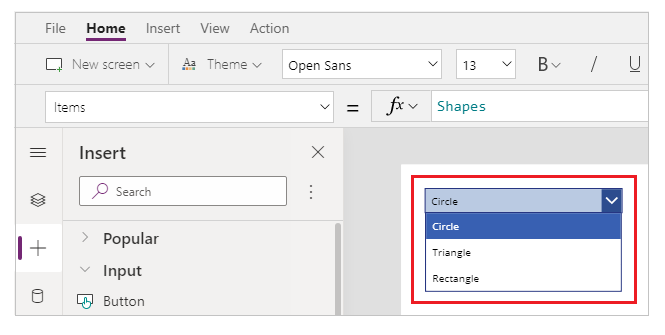 File Home Insert View Action
New screen Aa Theme Open Sans 13 B / U
Items = fx Shapes
Insert
Search
Popular
Input
Button
Circle
Circle
Triangle
Rectangle